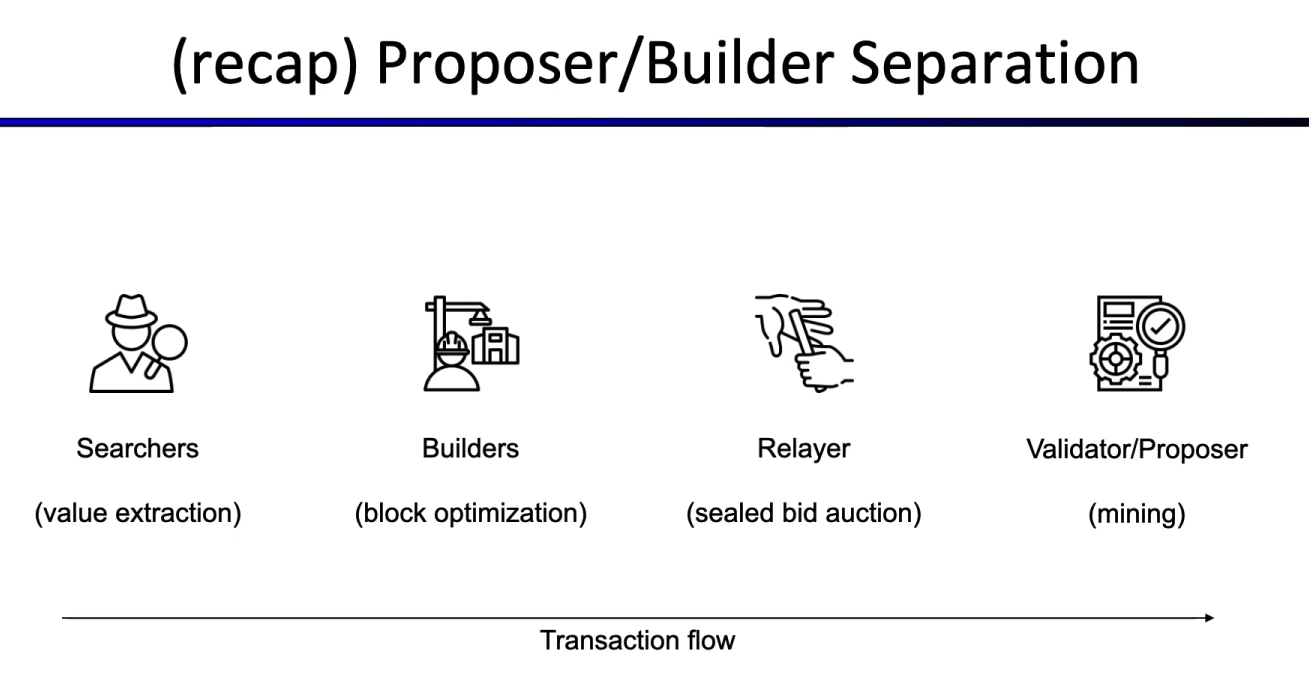 (recap) Proposer/Builder Separation
Searchers
Builders
Relayer
Validator/Proposer
(value extraction)
(block optimization)
(sealed bid auction)
(mining)
Transaction flow